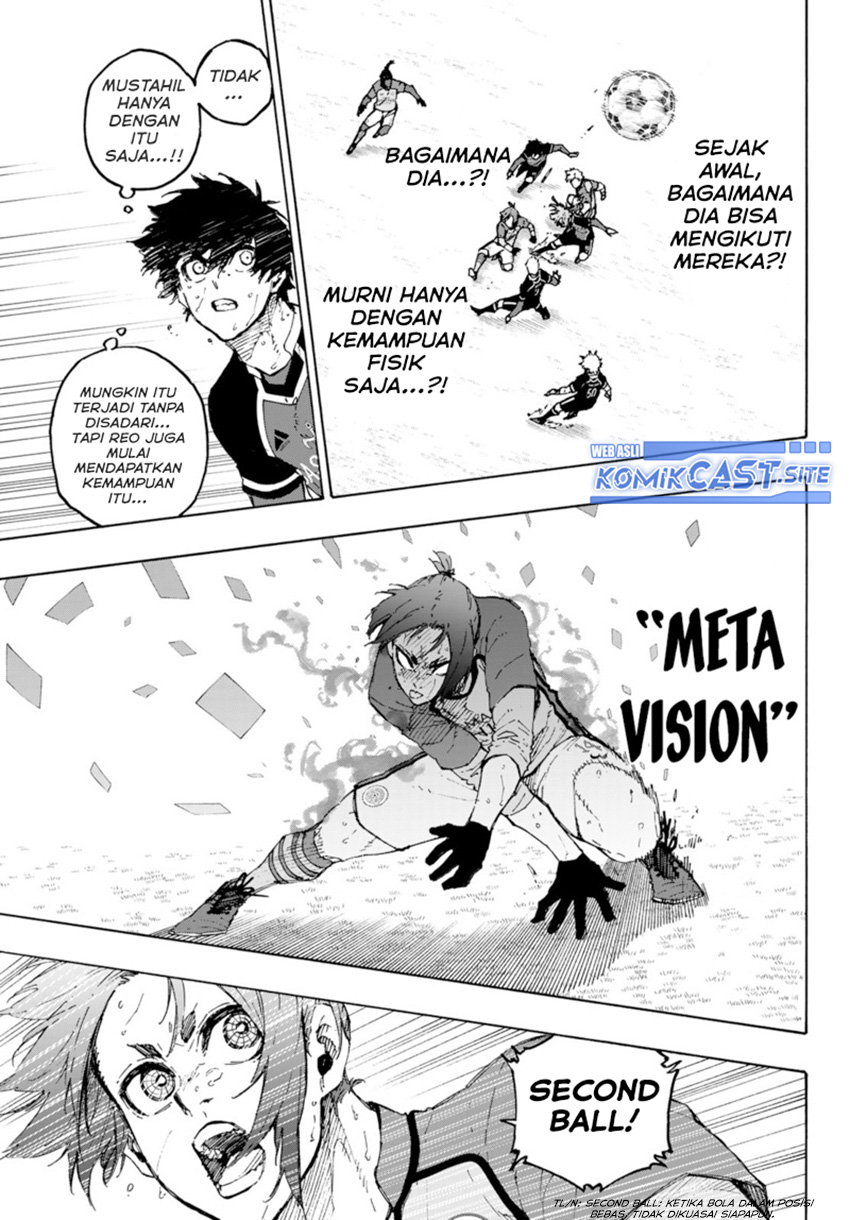 SEJAK
AWAL,
BAGAIMANA
DIA BISA
MENGIKUTI
MEREKA?!
BAGAIMANA
DIA...?!
MURNI HANYA
DENGAN
KEMAMPUAN
FISIK
SAJA...?!
TIDAK
...
MUSTAHIL
HANYA
DENGAN
ITU
SAJA...!!
MUNGKIN ITU
TERJADI TANPA
DISADARI...
TAPI REO JUGA
MULAI
MENDAPATKAN
KEMAMPUAN
ITU...
WEB ASLI
KOMIKCAST.SITE
"META
VISION"
SECOND
BALL!
TL/N: SECOND BALL: KETIKA BOLA DALAM POSISI
BEBAS, TIDAK DIKUASAI SIAPAPUN.